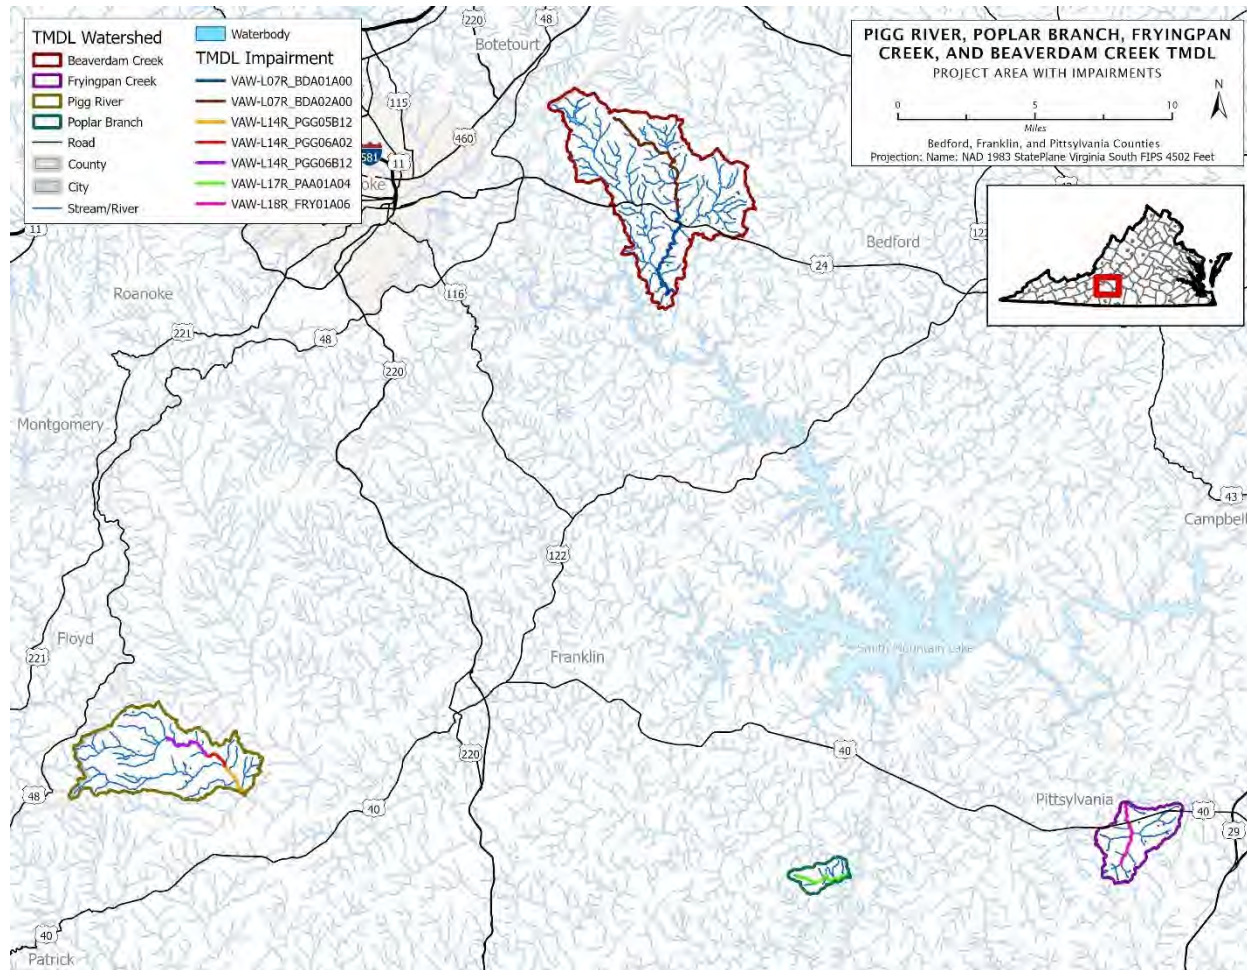 TMDL Watershed
Beaverdam Creek
Fryingpan Creek
Pigg River
Poplar Branch
Road
County
City
Stream/River
Waterbody
TMDL Impairment
VAW-L07R_BDA01A00
VAW-L07R_BDA02A00
VAW-L14R_PGG05B12
VAW-L14R_PGG06A02
VAW-L14R_PGG06B12
VAW-L17R_PAA01A04
VAW-L18R_FRY01A06
PIGG RIVER, POPLAR BRANCH, FRYINGPAN
CREEK, AND BEAVERDAM CREEK TMDL
PROJECT AREA WITH IMPAIRMENTS
N
0 5 10
Miles
Bedford, Franklin, and Pittsylvania Counties
Projection: Name: NAD 1983 StatePlane Virginia South FIPS 4502 Feet
220
48
Botetourt
115
460
581
11
oke
11
Bedford
122
24
43
Roanoke
116
221
48
220
Montgomery
43
Campbell
122
Floyd
221
Franklin
Smith Mountain Lake
220
40
48
40
Pittsylvania
40
29
40
Patrick